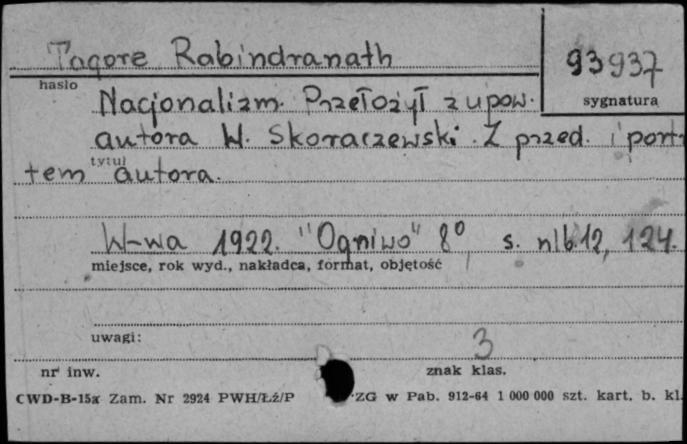 Tagore Rabindranath
93937
hasło
sygnatura
Nacjonalizm. Przełożył z upow.
autora W. Skoraczewski. Z przed. i port
tytuł
tem autora.
W-wa 1922. "Ogniwo" 8° s. nlb. 12, 124.
miejsce, rok wyd., nakładca, format, objętość
uwagi:
3
nr inw.
znak klas.
CWD-B-15a Zam. Nr 2924 PWH/Łź/P ZG w Pab. 912-64 1 000 000 szt. kart. b. kl.